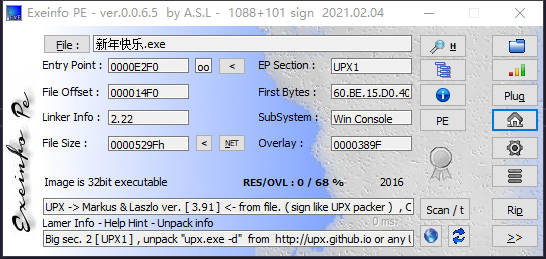 Exeinfo PE - ver.0.0.6.5 by A.S.L - 1088+101 sign 2021.02.04
File : 新年快乐.exe H
Entry Point : 0000E2F0 oo < EP Section : UPX1
File Offset : 000014F0 First Bytes : 60.BE.15.D0.40 Plug
Linker Info : 2.22 SubSystem : Win Console PE
File Size : 0000529Fh < NET Overlay : 0000389F
Image is 32bit executable RES/OVL : 0 / 68 % 2016
UPX -> Markus & Laszlo ver. [ 3.91 ] <- from file. ( sign like UPX packer ) , C Scan / t Rip
Lamer Info - Help Hint - Unpack info 0 ms.
Big sec. 2 [ UPX1 ] , unpack "upx.exe -d" from http://upx.github.io or any U >>
Exeinfo Pe